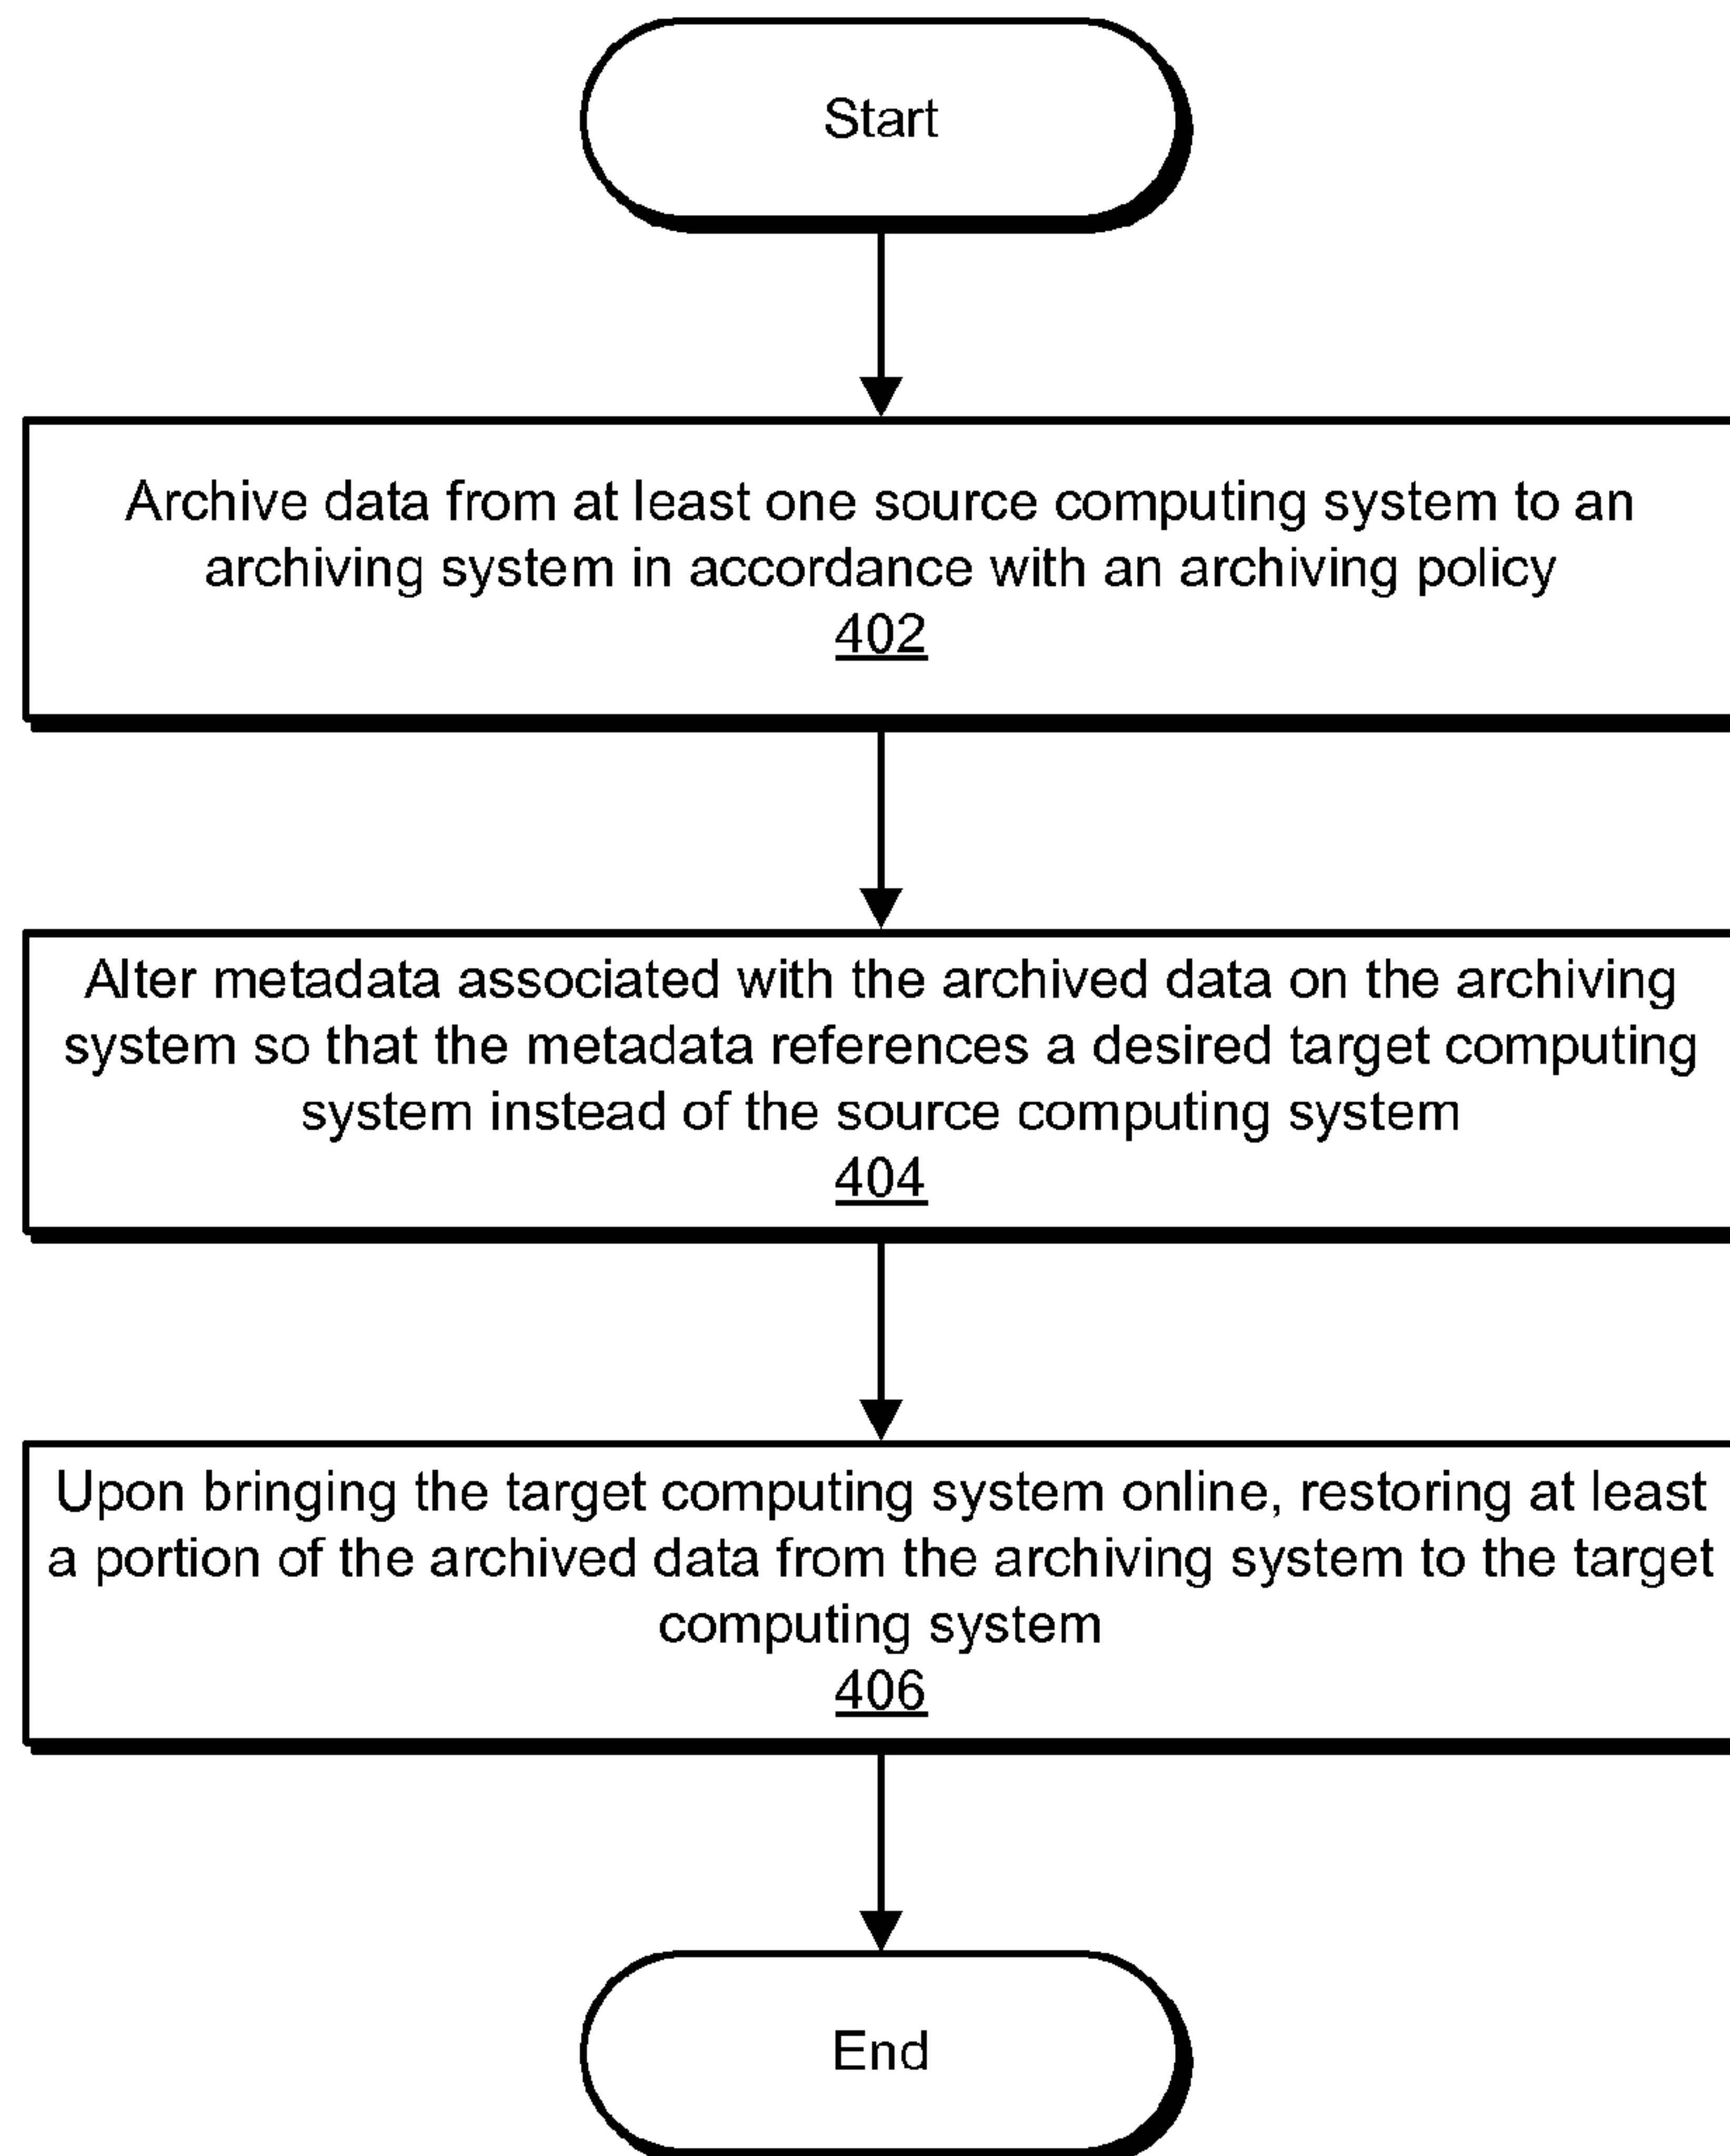 Start
Archive data from at least one source computing system to an
archiving system in accordance with an archiving policy
402
Alter metadata associated with the archived data on the archiving
system so that the metadata references a desired target computing
system instead of the source computing system
404
Upon bringing the target computing system online, restoring at least
a portion of the archived data from the archiving system to the target
computing system
406
End